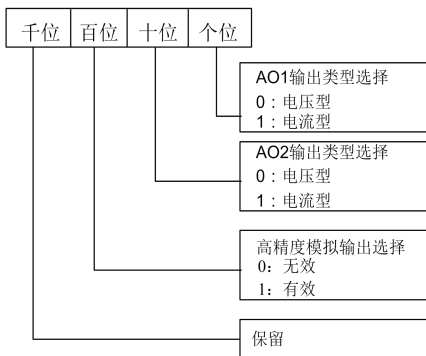 千位 百位 十位 个位
AO1输出类型选择
0：电压型
1：电流型
AO2输出类型选择
0：电压型
1：电流型
高精度模拟输出选择
0：无效
1：有效
保留